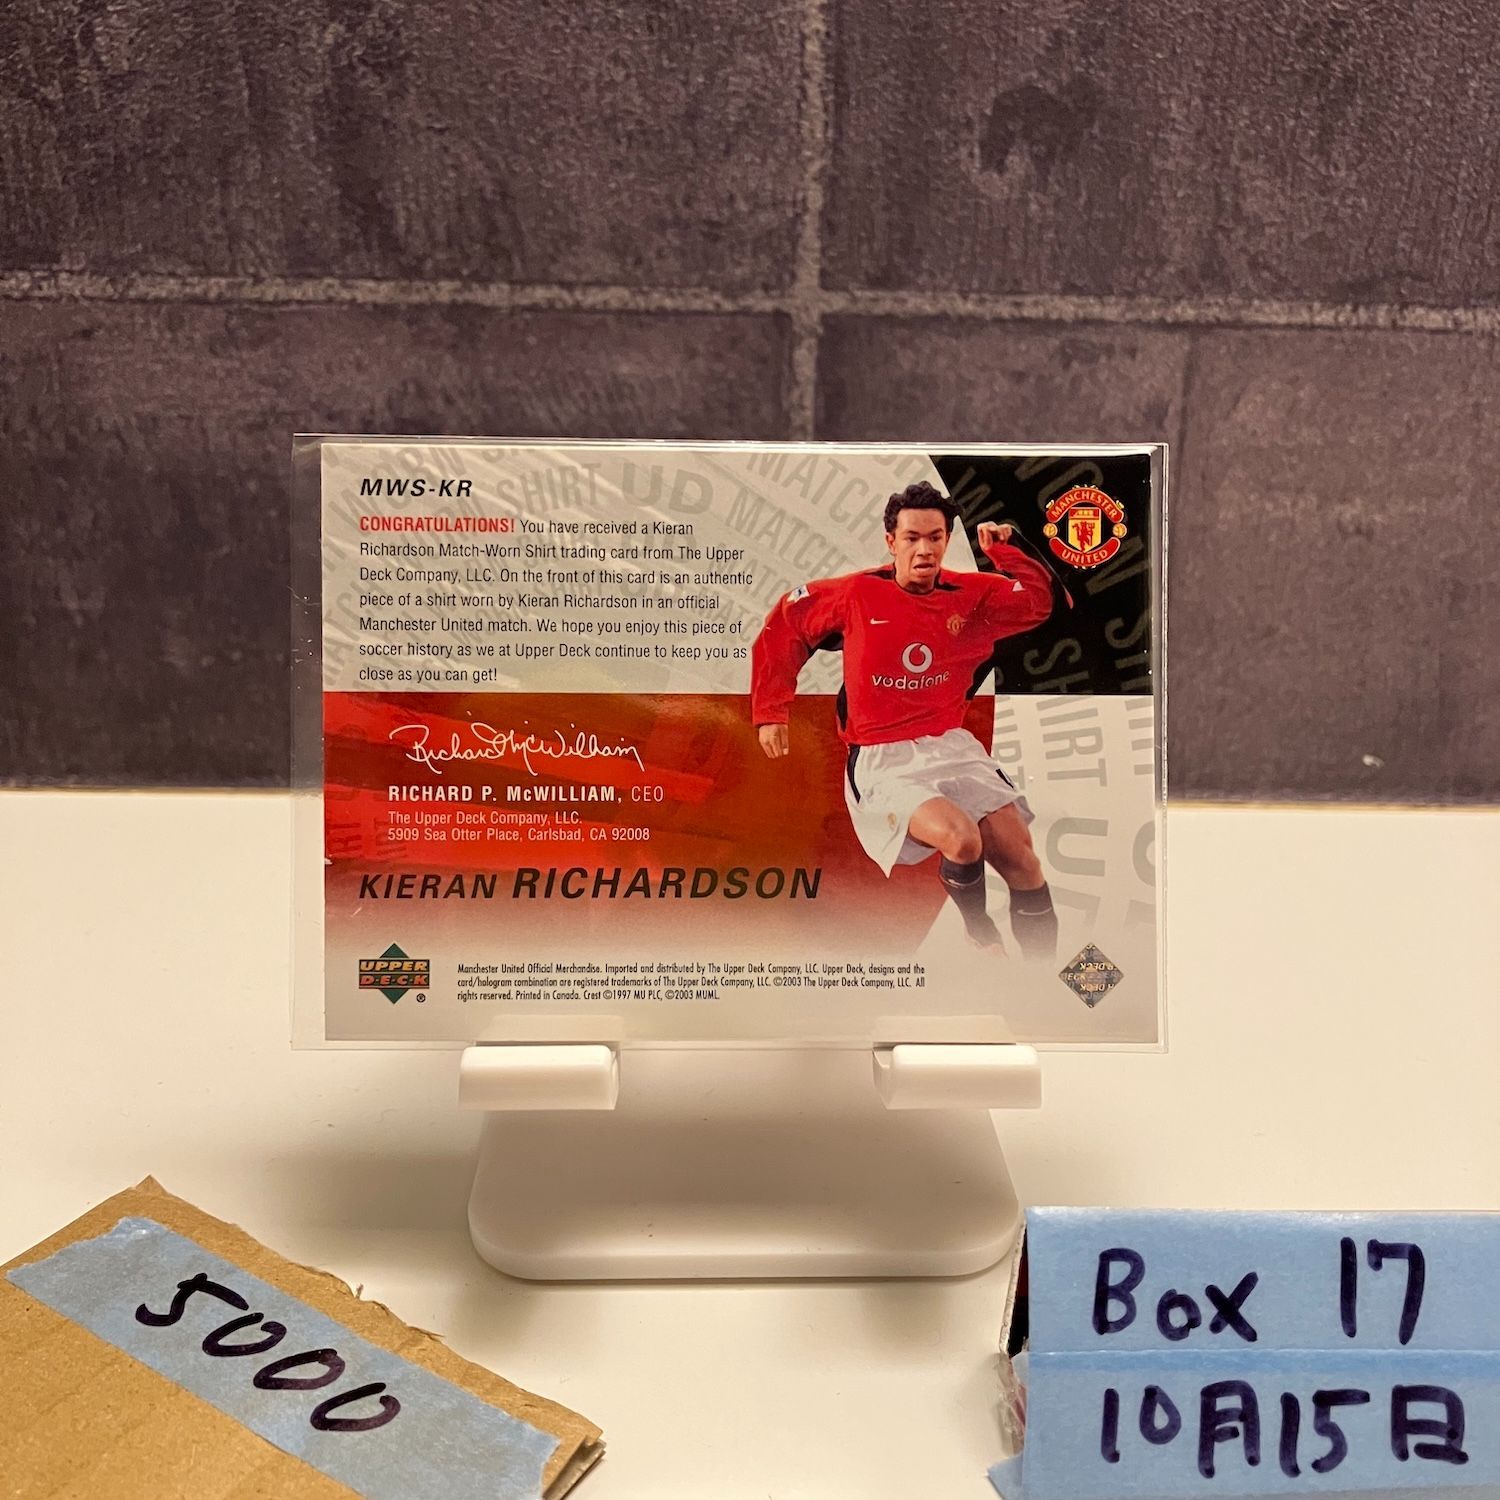 MWS-KR
CONGRATULATIONS! You have received a Kieran
Richardson Match-Worn Shirt trading card from The Upper
Deck Company, LLC. On the front of this card is an authentic
piece of a shirt worn by Kieran Richardson in an official
Manchester United match. We hope you enjoy this piece of
soccer history as we at Upper Deck continue to keep you as
close as you can get!
MANCHESTER
UNITED
vodafone
Richard McWilliam
RICHARD P. McWILLIAM, CEO
The Upper Deck Company, LLC.
5909 Sea Otter Place, Carlsbad, CA 92008
KIERAN RICHARDSON
UPPER
DECK
Manchester United Official Merchandise. Imported and distributed by The Upper Deck Company, LLC. Upper Deck, designs and the
card/hologram combination are registered trademarks of The Upper Deck Company, LLC. ©2003 The Upper Deck Company, LLC. All
rights reserved. Printed in Canada. Crest ©1997 MU PLC, ©2003 MUML.
5000
Box 17
10月15日